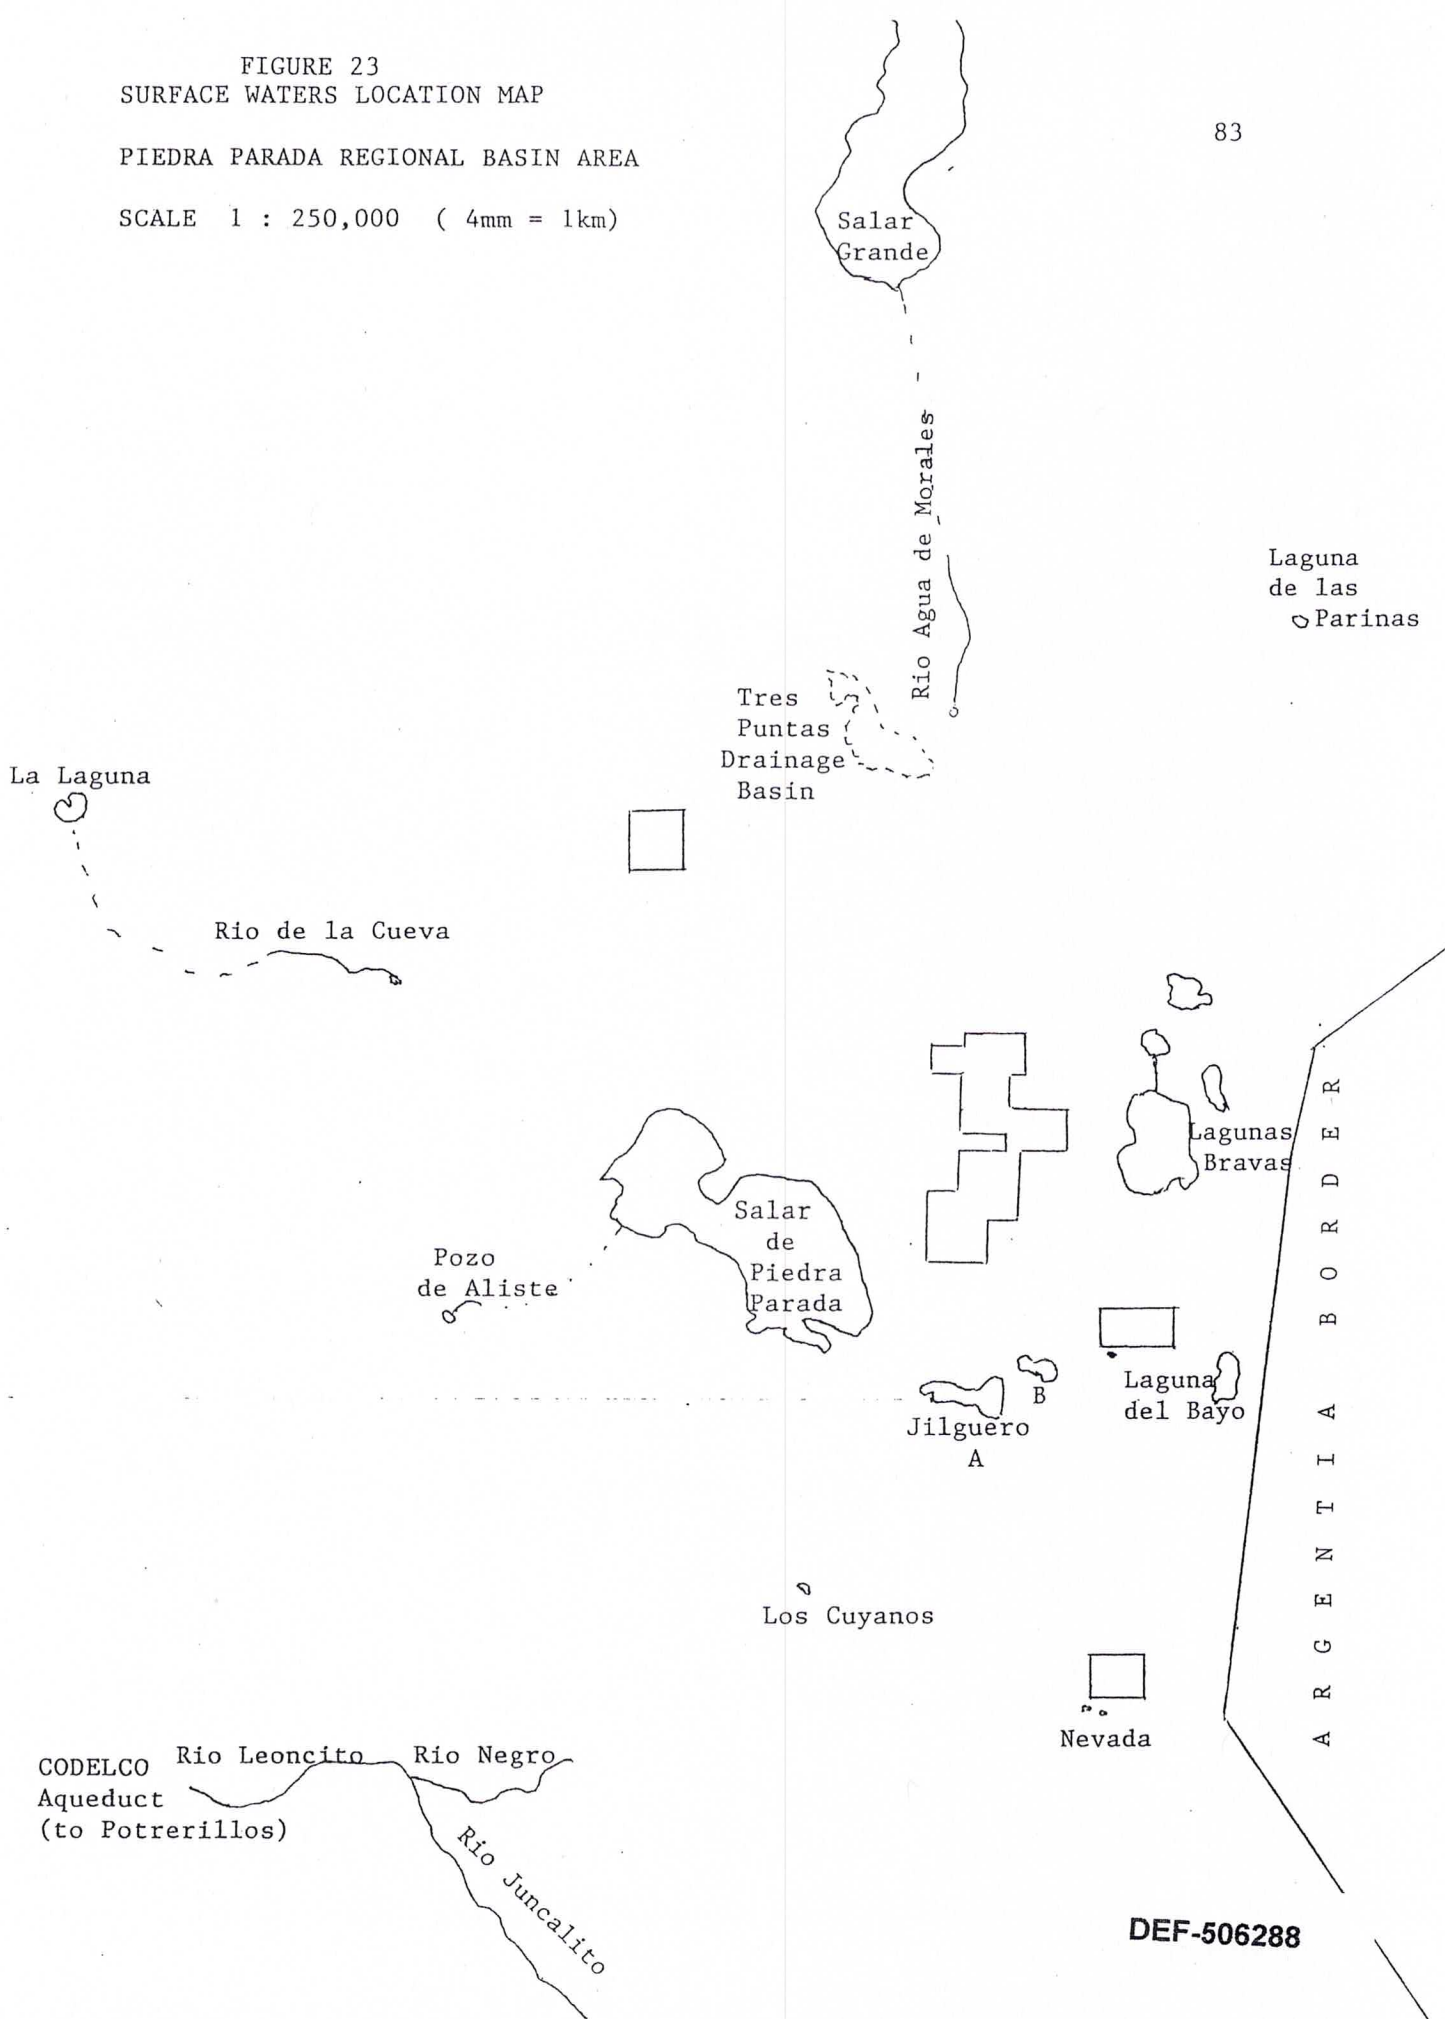 FIGURE 23
SURFACE WATERS LOCATION MAP
83
PIEDRA PARADA REGIONAL BASIN AREA
SCALE 1 : 250,000 ( 4mm = 1km)
Salar
Grande
Rio Agua de Morales
Laguna
de las
Parinas
Tres
Puntas
Drainage
Basin
La Laguna
Rio de la Cueva
Lagunas
Bravas
ARGENTIA BORDER
Salar
de
Piedra
Parada
Pozo
de Aliste
B
Laguna
del Bayo
Jilguero
A
Los Cuyanos
Nevada
CODELCO
Aqueduct
(to Potrerillos)
Rio Leoncito
Rio Negro
Rio Juncalito
DEF-506288